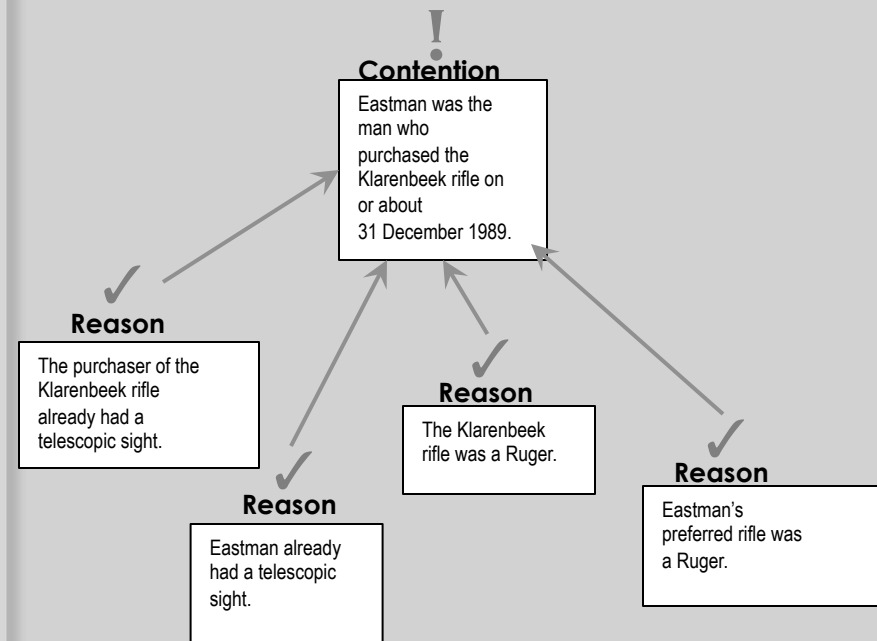 !
Contention
Eastman was the
man who
purchased the
Klarenbeek rifle on
or about
31 December 1989.
✓
Reason
The purchaser of the
Klarenbeek rifle
already had a
telescopic sight.
✓
Reason
Eastman already
had a telescopic
sight.
✓
Reason
The Klarenbeek
rifle was a Ruger.
✓
Reason
Eastman’s
preferred rifle was
a Ruger.